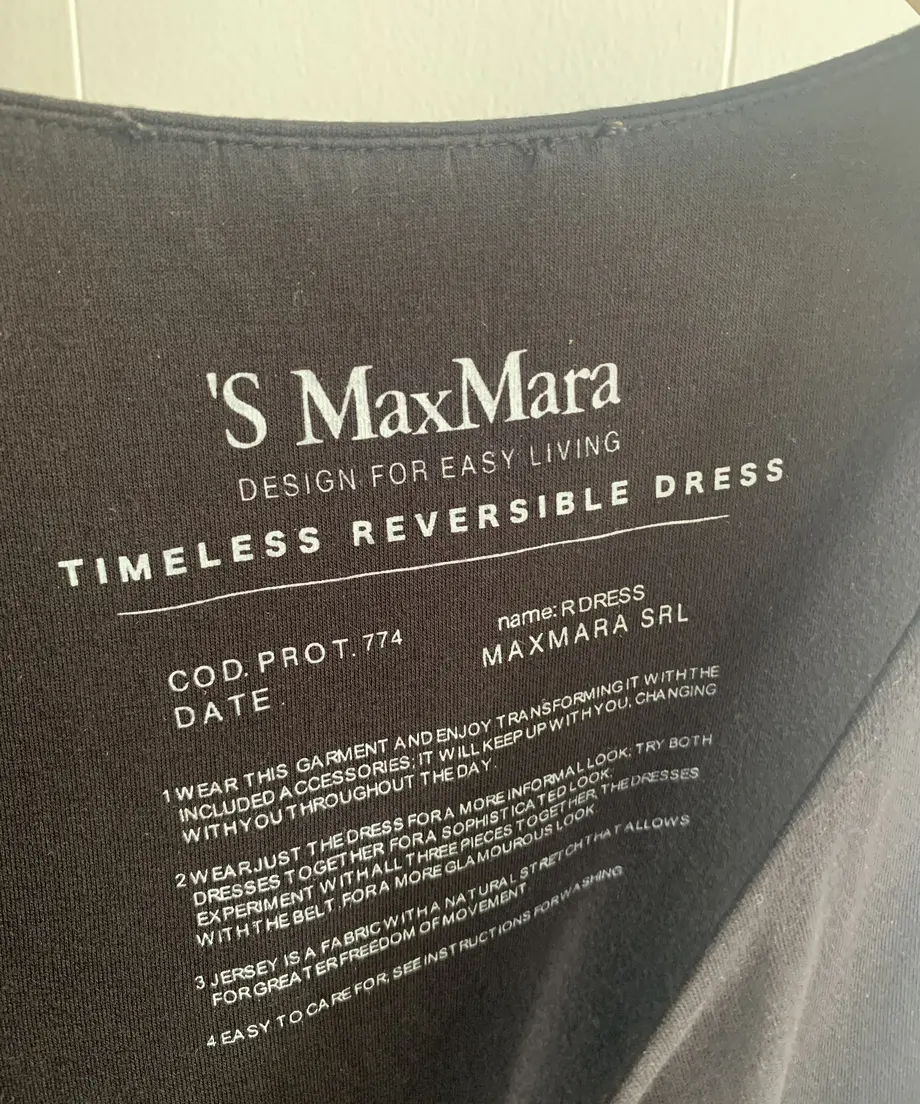 'S MaxMara
DESIGN FOR EASY LIVING
TIMELESS REVERSIBLE DRESS
COD. PROT. 774
DATE
name: R DRESS
MAXMARA SRL
1 WEAR THIS GARMENT AND ENJOY TRANSFORMING IT WITH THE
INCLUDED ACCESSORIES; IT WILL KEEP UP WITH YOU, CHANGING
WITH YOU THROUGHOUT THE DAY.
2 WEAR JUST THE DRESS FOR A MORE INFORMAL LOOK; TRY BOTH
DRESSES TOGETHER FOR A SOPHISTICATED LOOK;
EXPERIMENT WITH ALL THREE PIECES TOGETHER, THE DRESSES
WITH THE BELT, FOR A MORE GLAMOUROUS LOOK
3 JERSEY IS A FABRIC WITH A NATURAL STRETCH THAT ALLOWS
FOR GREATER FREEDOM OF MOVEMENT
4 EASY TO CARE FOR, SEE INSTRUCTIONS FOR WASHING